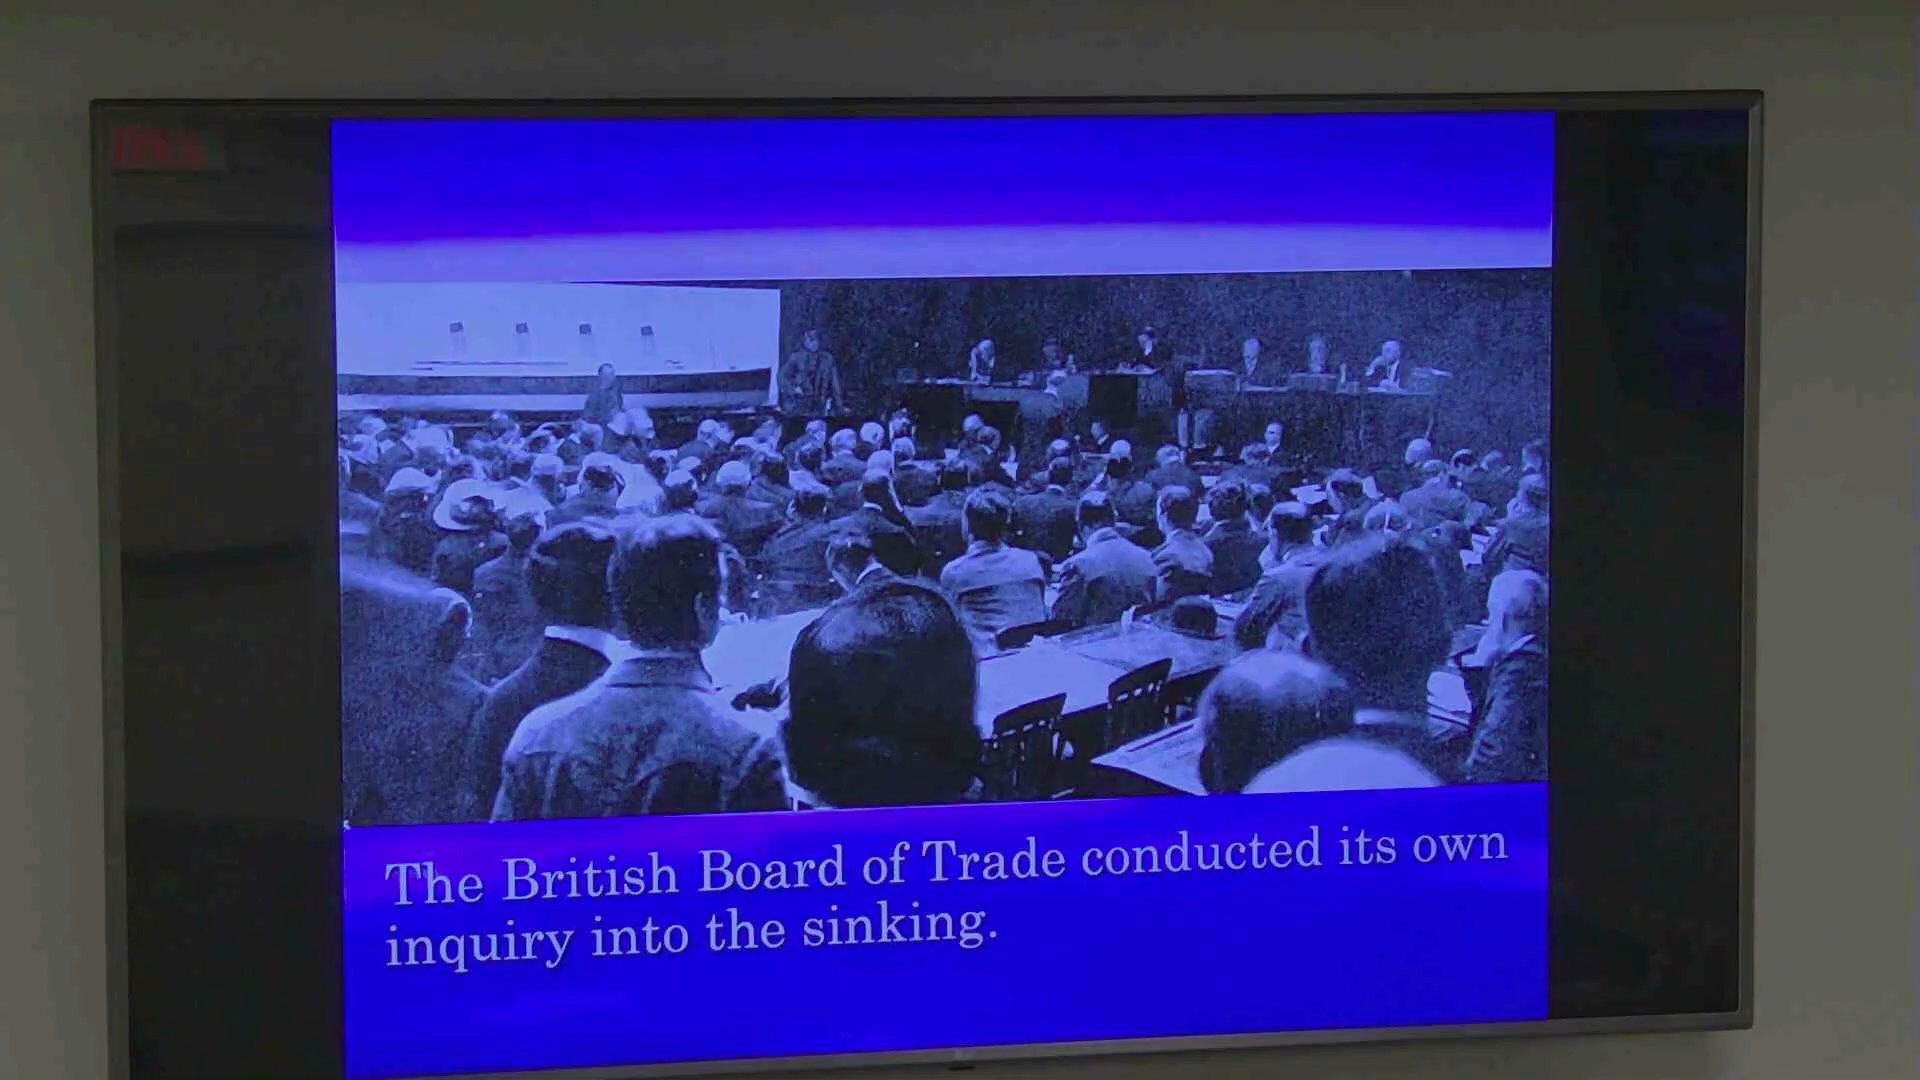 The British Board of Trade conducted its own
inquiry into the sinking.